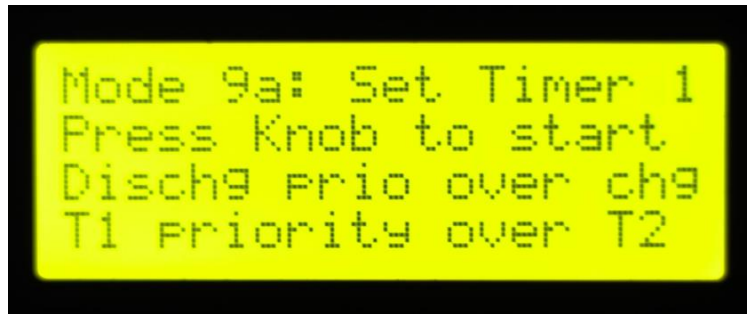 Mode 9a: Set Timer 1
Press Knob to start
Dischg prio over chg
T1 priority over T2